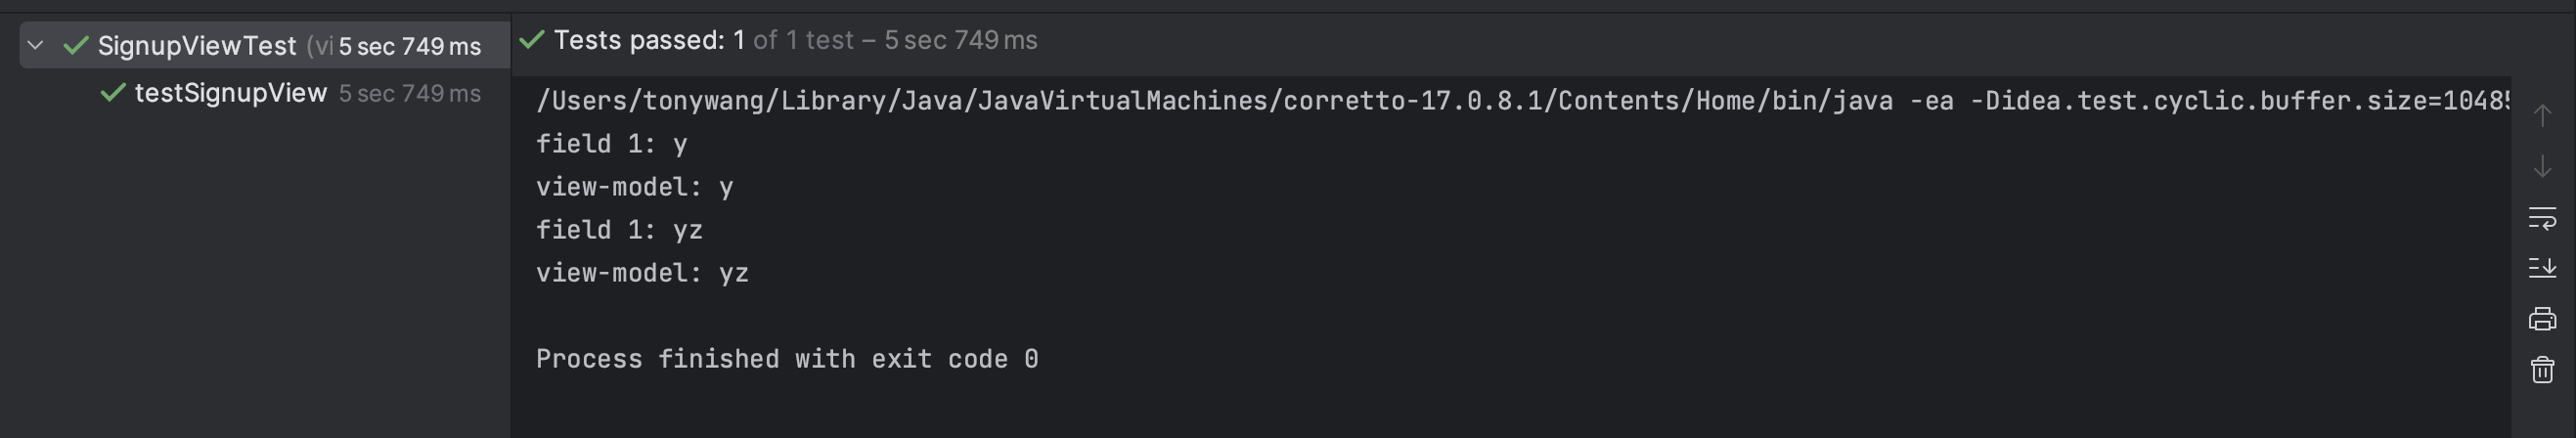 SignupViewTest (vi 5 sec 749 ms
testSignupView 5 sec 749 ms
Tests passed: 1 of 1 test – 5 sec 749 ms
/Users/tonywang/Library/Java/JavaVirtualMachines/corretto-17.0.8.1/Contents/Home/bin/java -ea -Didea.test.cyclic.buffer.size=1048
field 1: y
view-model: y
field 1: yz
view-model: yz
Process finished with exit code 0